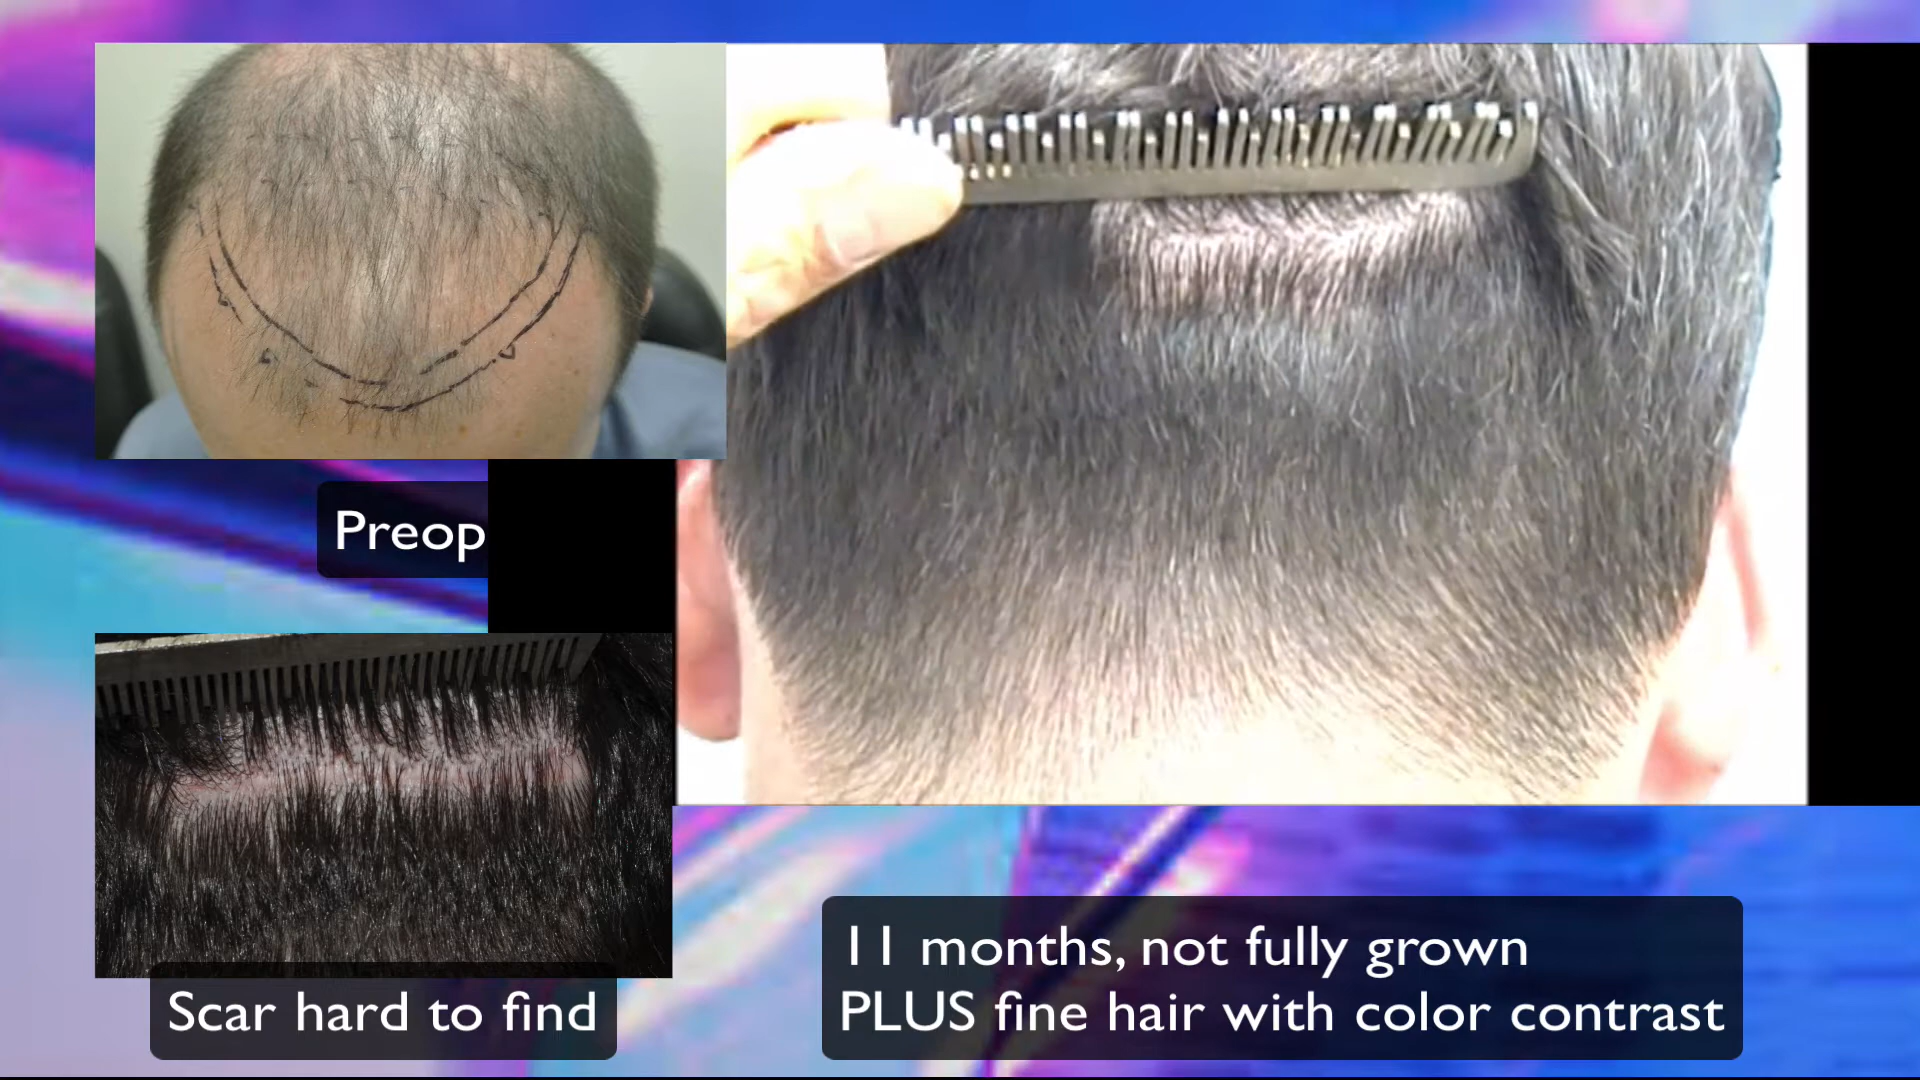 Preop
Scar hard to find
11 months, not fully grown
PLUS fine hair with color contrast